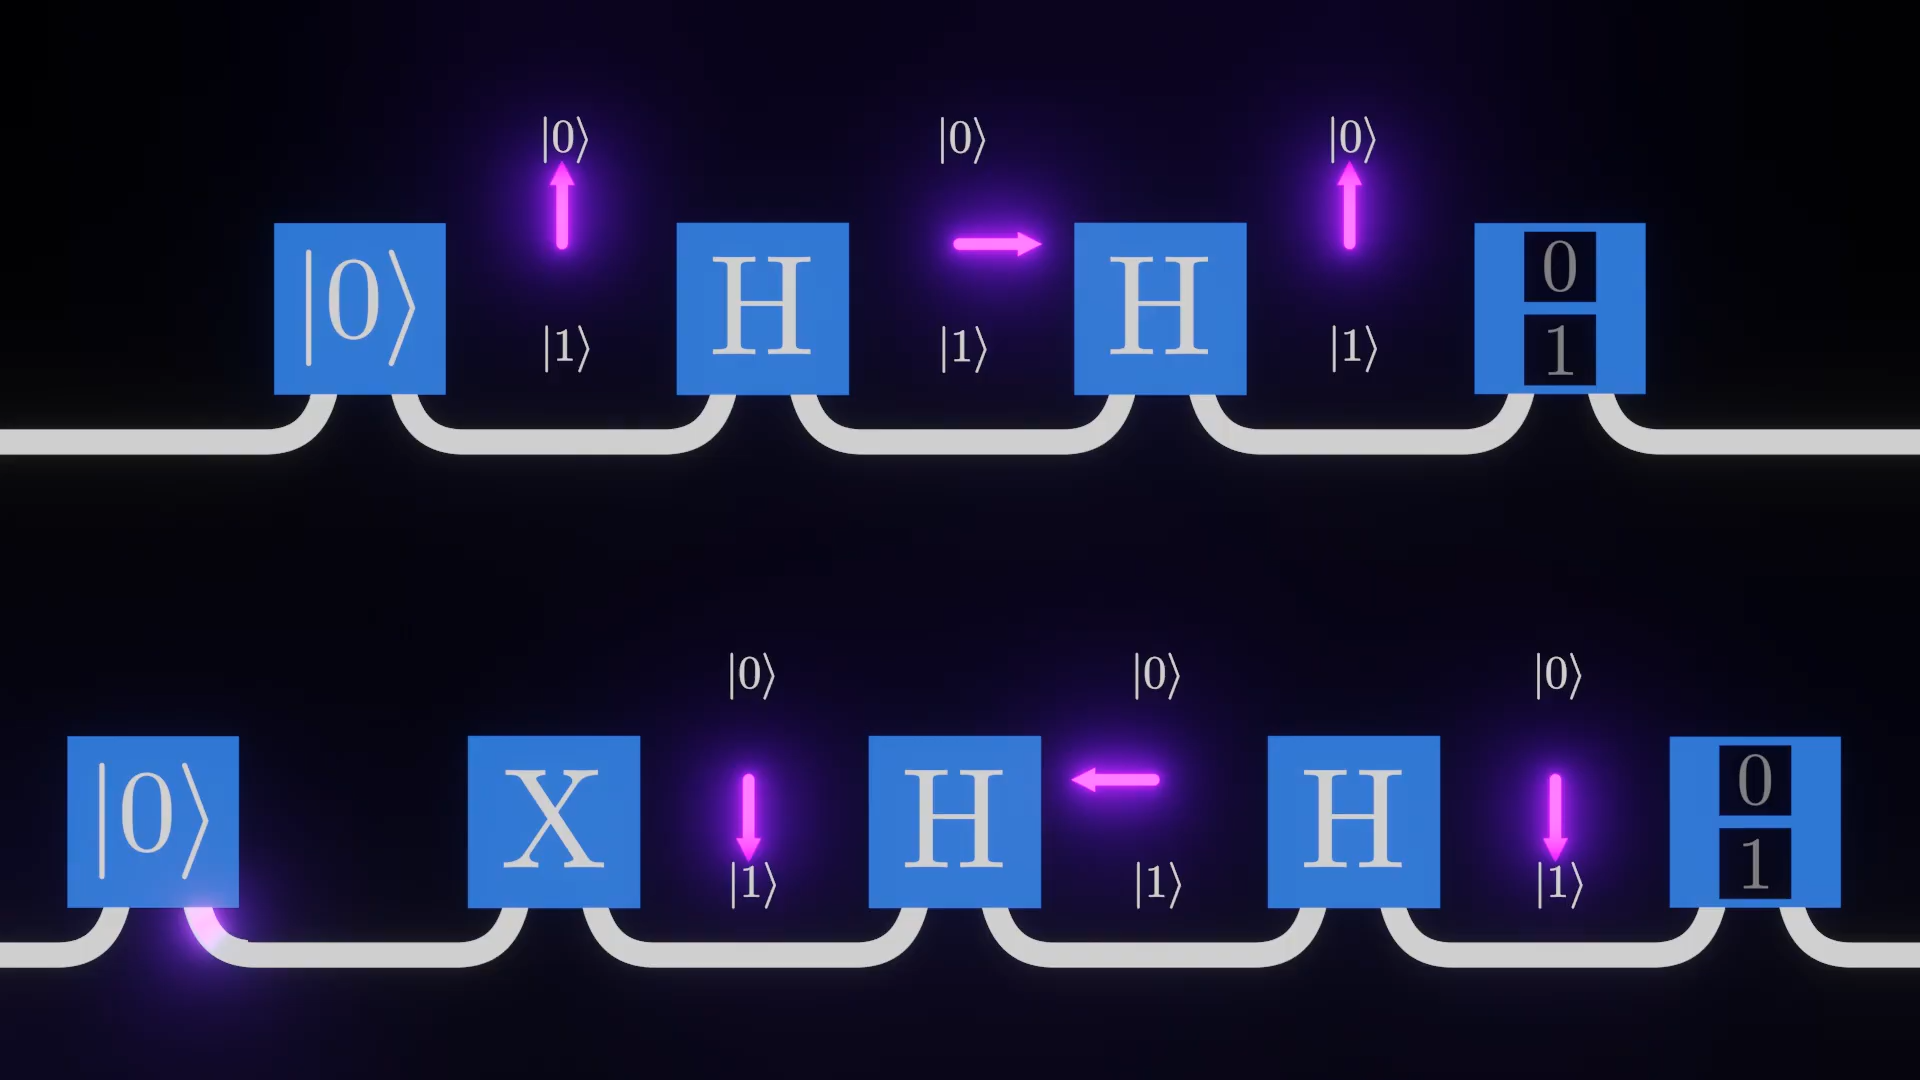 |0⟩ |0⟩ |0⟩
|0⟩ H H 0
|1⟩ |1⟩ |1⟩ 1
|0⟩ |0⟩ |0⟩
|0⟩ X H H 0
|1⟩ |1⟩ |1⟩ 1